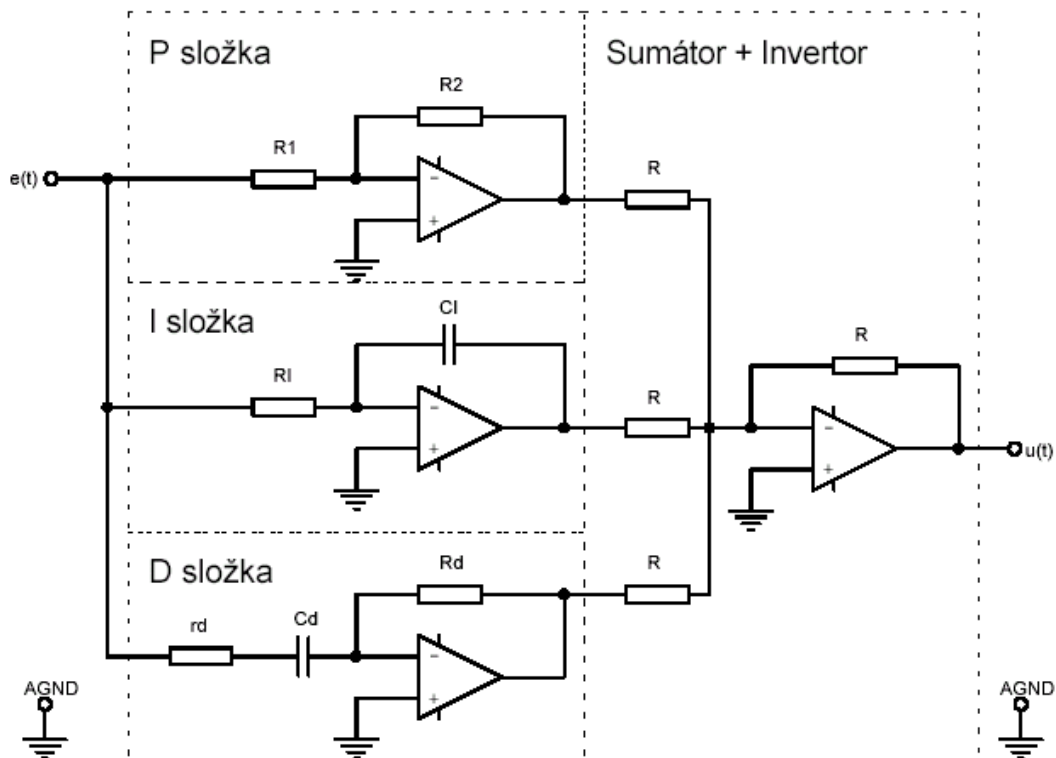 P složka
Sumátor + Invertor
R2
R1
e(t)
R
−
+
I složka
CI
RI
R
R
−
+
−
+
u(t)
D složka
Rd
R
rd
Cd
−
+
AGND
AGND